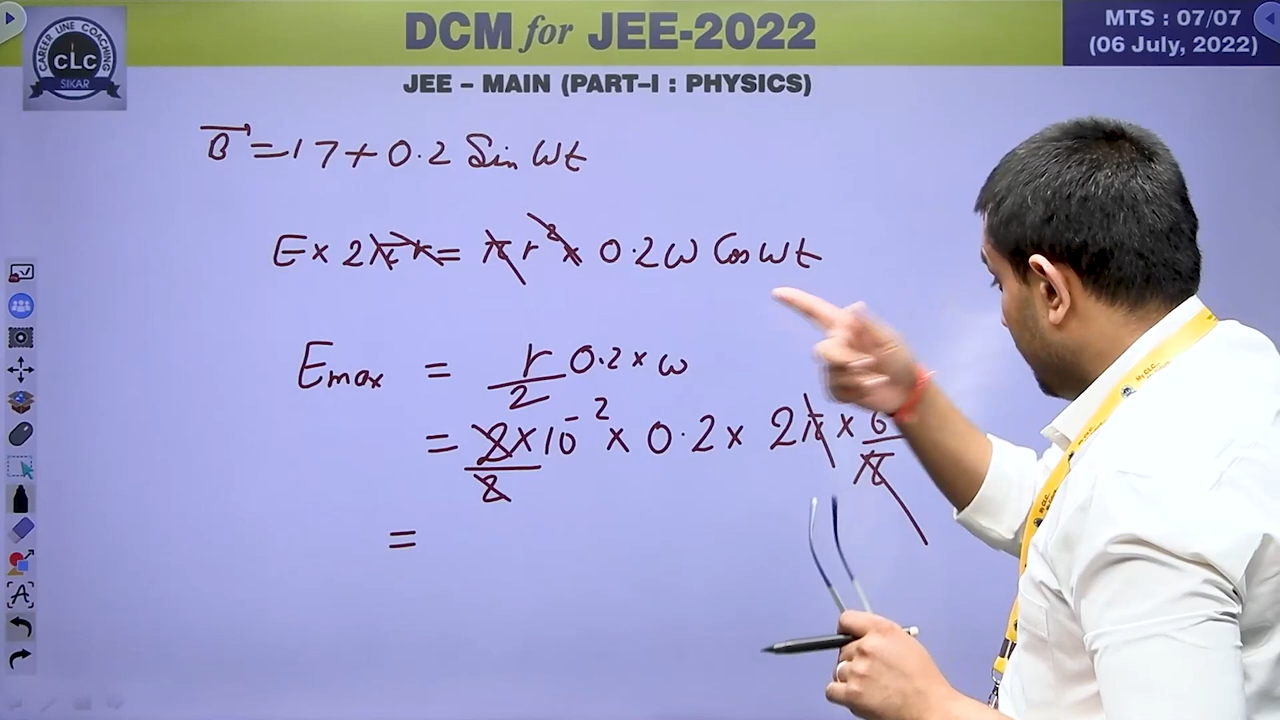 DCM for JEE-2022
MTS : 07/07
(06 July, 2022)
CAREER LINE COACHING
CLC
SIKAR
JEE – MAIN (PART–I : PHYSICS)
B⃗ = 17 + 0.2 Sin ωt
E × 2πr = πr² × 0.2ω Cos ωt
Emax = r/2 0.2 × ω
= 2×10⁻²/2 × 0.2 × 2π × 6/π
=